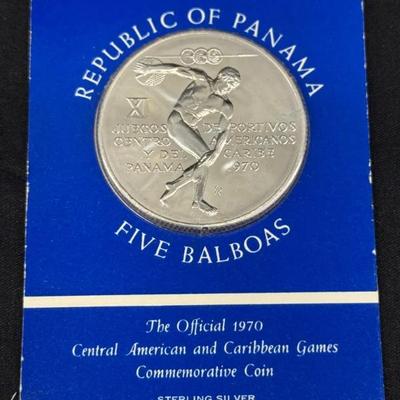 REPUBLIC OF PANAMA
XI
JUEGOS DEPORTIVOS
CENTRO AMERICANOS
Y DEL CARIBE
PANAMA 1970
FIVE BALBOAS
The Official 1970
Central American and Caribbean Games
Commemorative Coin
STERLING SILVER